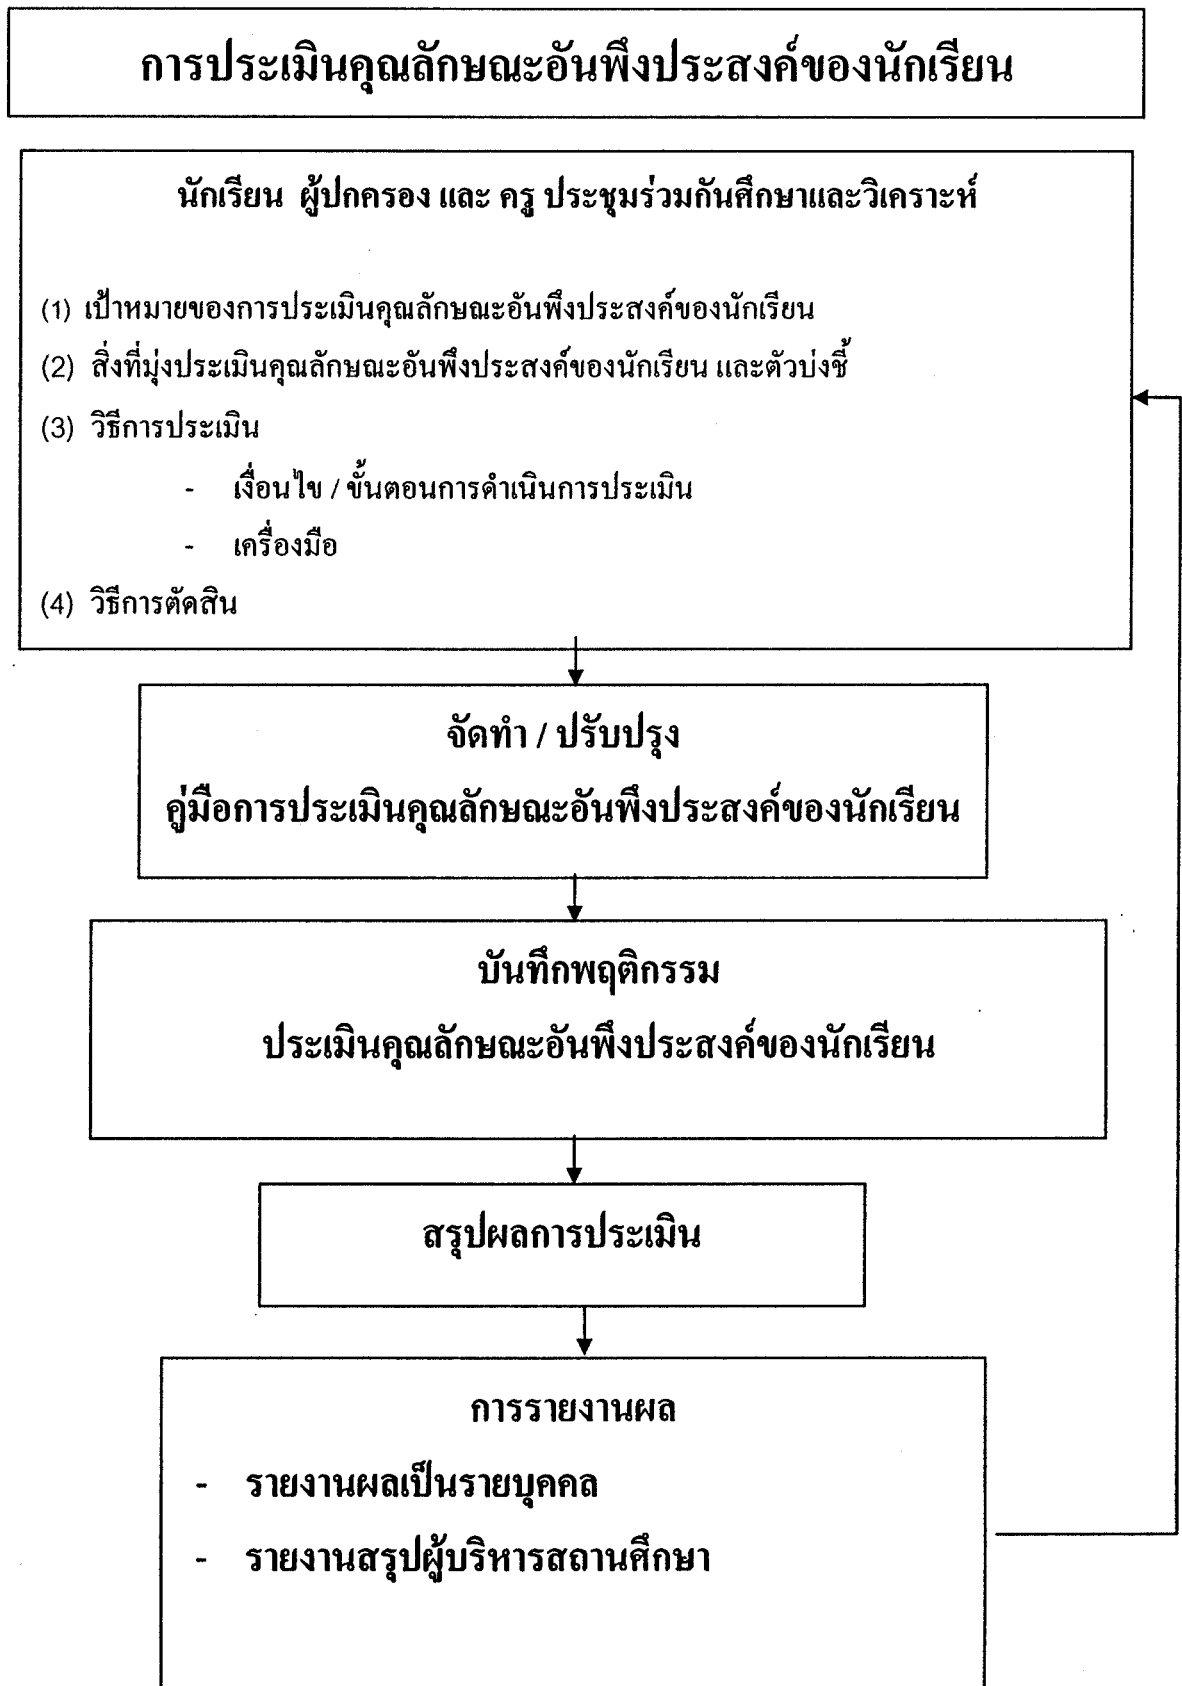 การประเมินคุณลักษณะอันพึงประสงค์ของนักเรียน
นักเรียน ผู้ปกครอง และ ครู ประชุมร่วมกันศึกษาและวิเคราะห์
(1) เป้าหมายของการประเมินคุณลักษณะอันพึงประสงค์ของนักเรียน
(2) สิ่งที่มุ่งประเมินคุณลักษณะอันพึงประสงค์ของนักเรียน และตัวบ่งชี้
(3) วิธีการประเมิน
- เงื่อนไข / ขั้นตอนการดำเนินการประเมิน
- เครื่องมือ
(4) วิธีการตัดสิน
จัดทำ / ปรับปรุง
คู่มือการประเมินคุณลักษณะอันพึงประสงค์ของนักเรียน
บันทึกพฤติกรรม
ประเมินคุณลักษณะอันพึงประสงค์ของนักเรียน
สรุปผลการประเมิน
การรายงานผล
- รายงานผลเป็นรายบุคคล
- รายงานสรุปผู้บริหารสถานศึกษา